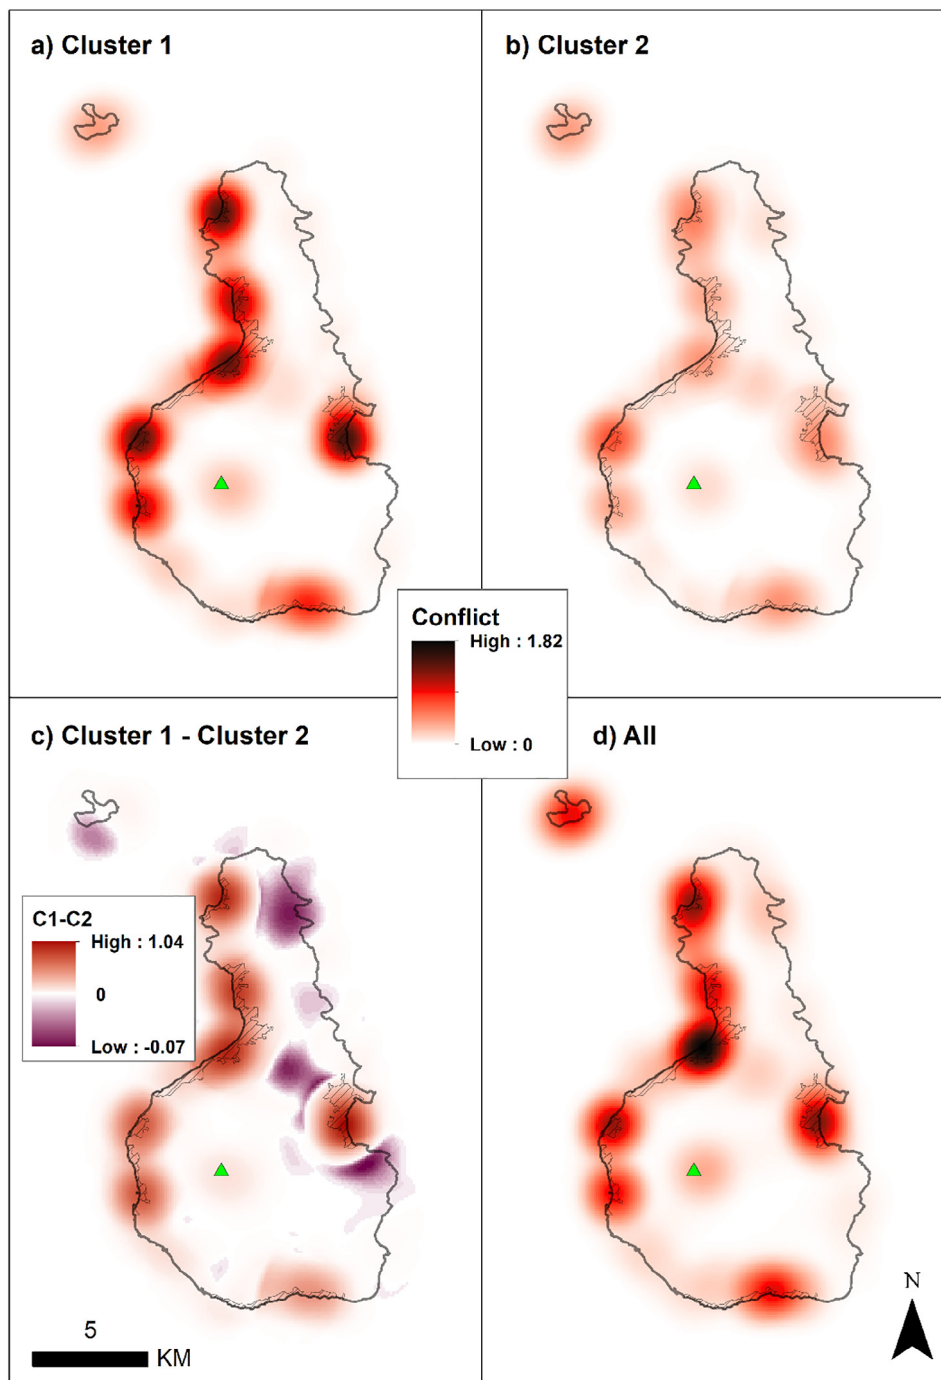 a) Cluster 1
b) Cluster 2
Conflict
High : 1.82
Low : 0
c) Cluster 1 - Cluster 2
d) All
C1-C2
High : 1.04
0
Low : -0.07
5
KM
N